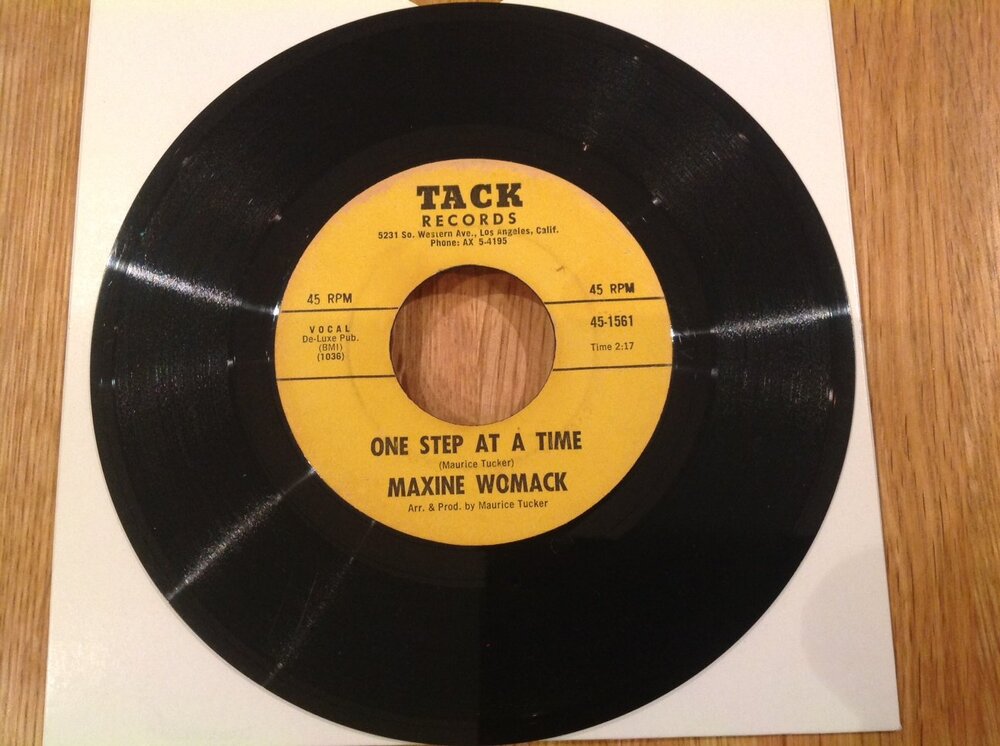 TACK
RECORDS
5231 So. Western Ave., Los Angeles, Calif.
Phone: AX 5-4195
45 RPM
45 RPM
VOCAL
De-Luxe Pub.
(BMI)
(1036)
45-1561
Time 2:17
ONE STEP AT A TIME
(Maurice Tucker)
MAXINE WOMACK
Arr. & Prod. by Maurice Tucker